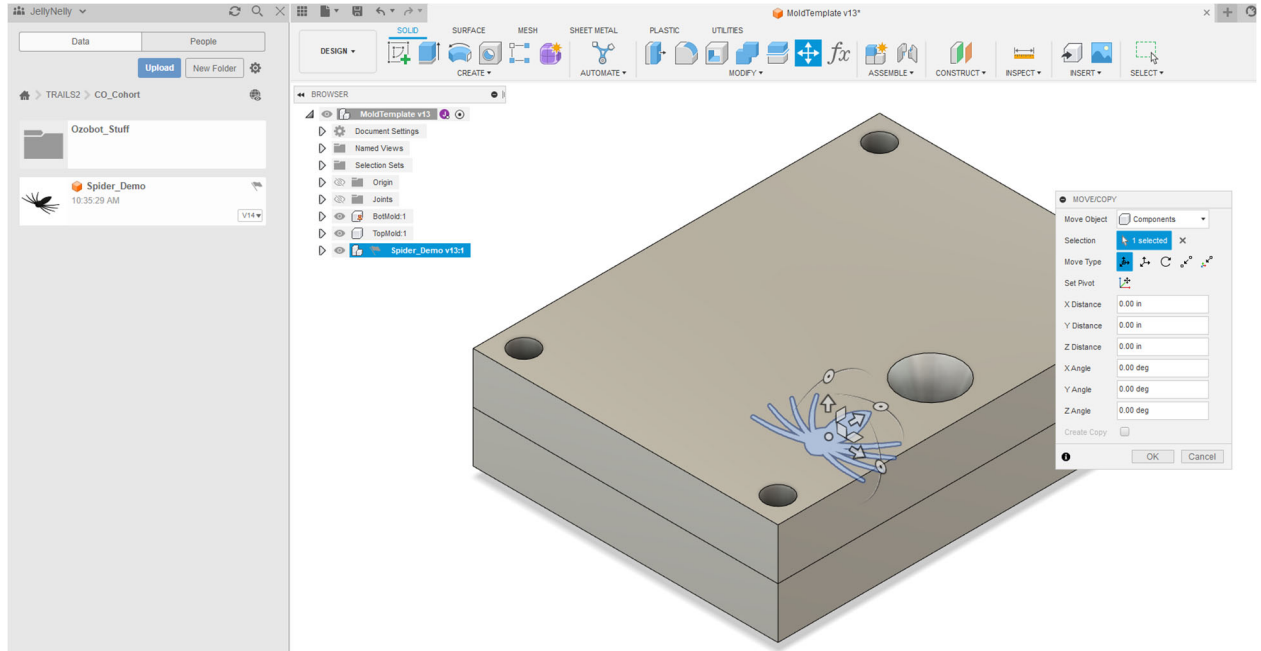 JellyNelly
MoldTemplate v13*
Data
People
Upload
New Folder
TRAILS2 > CO_Cohort
Ozobot_Stuff
Spider_Demo
10:35:29 AM
V14
DESIGN
SOLID
SURFACE
MESH
SHEET METAL
PLASTIC
UTILITIES
fx
CREATE
AUTOMATE
MODIFY
ASSEMBLE
CONSTRUCT
INSPECT
INSERT
SELECT
BROWSER
MoldTemplate v13
J
Document Settings
Named Views
Selection Sets
Origin
Joints
BotMold:1
TopMold:1
Spider_Demo v13:1
MOVE/COPY
Move Object Components
Selection 1 selected
Move Type
Set Pivot
X Distance 0.00 in
Y Distance 0.00 in
Z Distance 0.00 in
X Angle 0.00 deg
Y Angle 0.00 deg
Z Angle 0.00 deg
Create Copy
OK Cancel